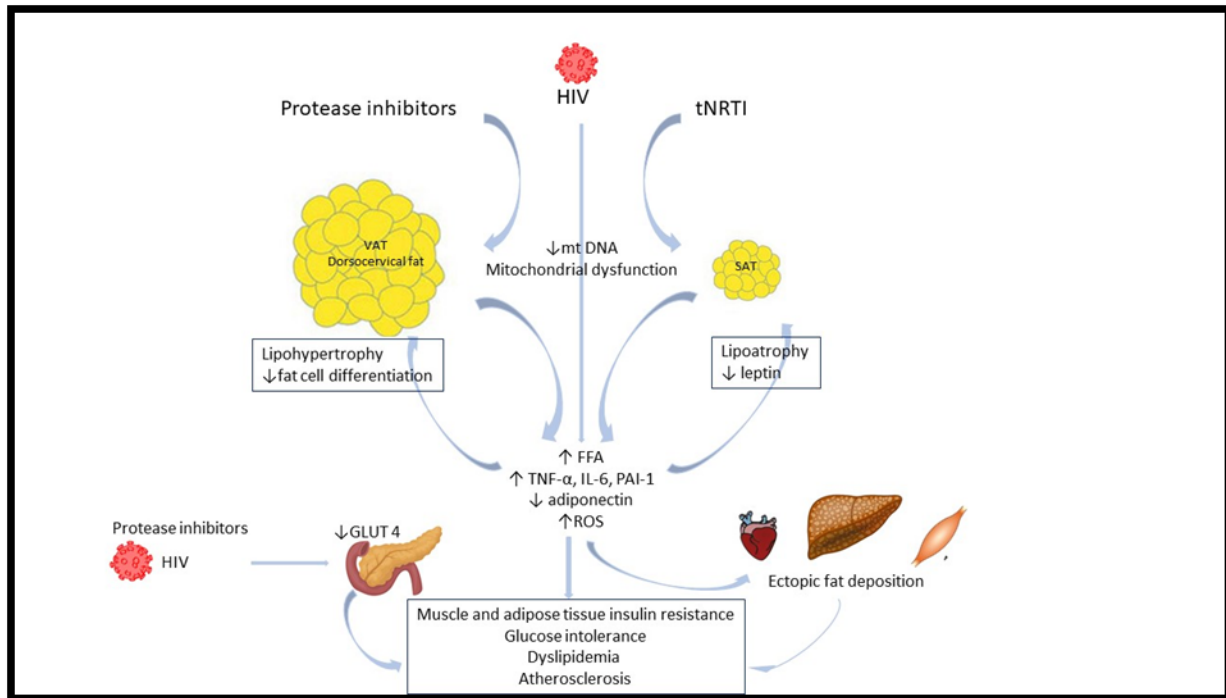 HIV
Protease inhibitors
tNRTI
VAT
Dorsocervical fat
↓mt DNA
Mitochondrial dysfunction
SAT
Lipohypertrophy
↓fat cell differentiation
Lipoatrophy
↓ leptin
↑ FFA
↑ TNF-α, IL-6, PAI-1
↓ adiponectin
↑ROS
Protease inhibitors
HIV
↓GLUT 4
Ectopic fat deposition
Muscle and adipose tissue insulin resistance
Glucose intolerance
Dyslipidemia
Atherosclerosis